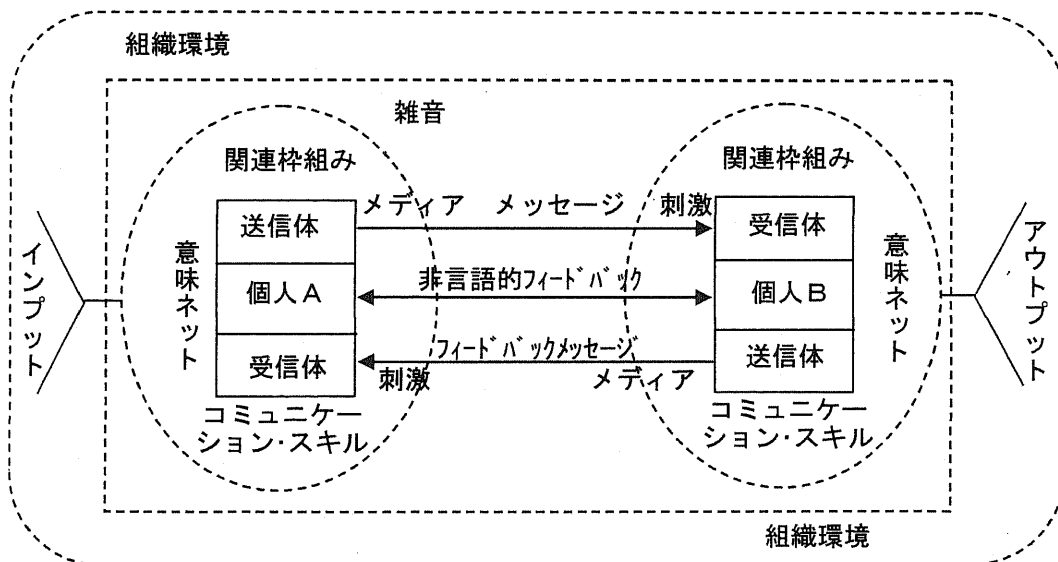 組織環境
雑音
関連枠組み
関連枠組み
メディア メッセージ 刺激
送信体
受信体
インプット
意味ネット
個人A
非言語的フィードバック
個人B
意味ネット
アウトプット
フィードバックメッセージ
受信体
刺激
メディア
送信体
コミュニケー
ション・スキル
コミュニケー
ション・スキル
組織環境